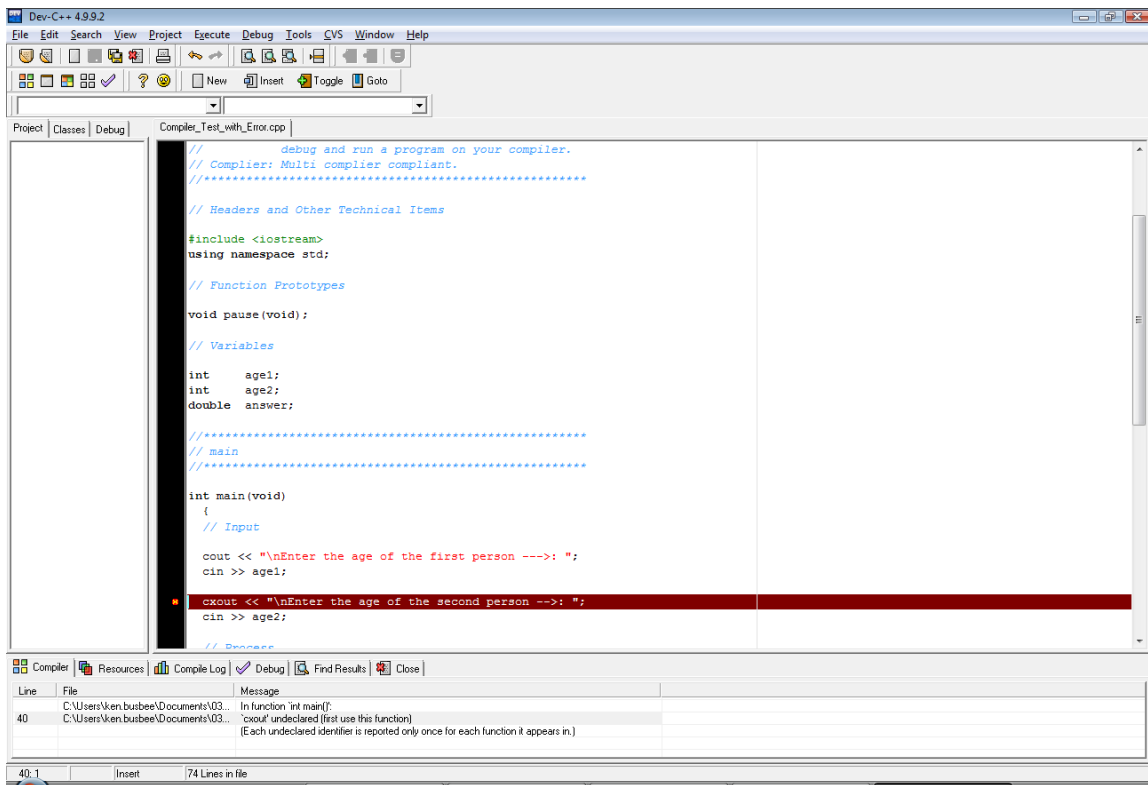 Dev-C++ 4.9.9.2
File Edit Search View Project Execute Debug Tools CVS Window Help
New Insert Toggle Goto
Project Classes Debug Compiler_Test_with_Error.cpp
// debug and run a program on your compiler.
// Complier: Multi complier compliant.
//******************************************************
// Headers and Other Technical Items
#include <iostream>
using namespace std;
// Function Prototypes
void pause(void);
// Variables
int age1;
int age2;
double answer;
//******************************************************
// main
//******************************************************
int main(void)
{
// Input
cout << "\nEnter the age of the first person --->: ";
cin >> age1;
cxout << "\nEnter the age of the second person -->: ";
cin >> age2;
// Process
Compiler Resources Compile Log Debug Find Results Close
Line File Message
C:\Users\ken.busbee\Documents\03... In function `int main()':
40 C:\Users\ken.busbee\Documents\03... `cxout' undeclared (first use this function)
(Each undeclared identifier is reported only once for each function it appears in.)
40: 1 Insert 74 Lines in file